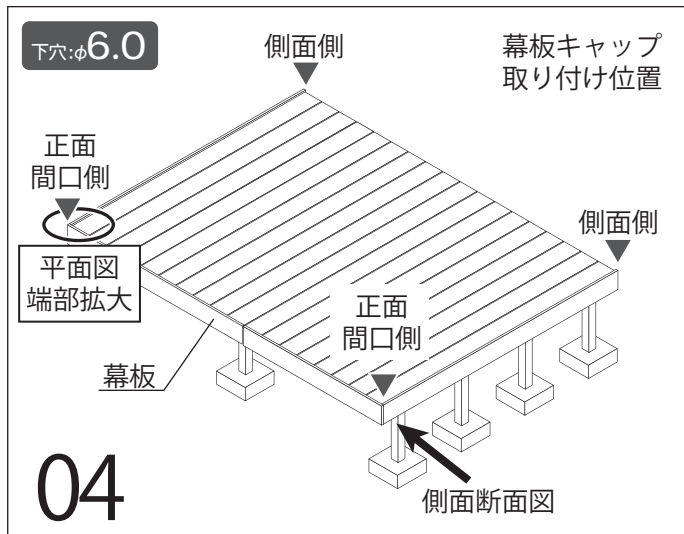 下穴:φ6.0
側面側
幕板キャップ
取り付け位置
正面
間口側
側面側
平面図
端部拡大
正面
間口側
幕板
04
側面断面図